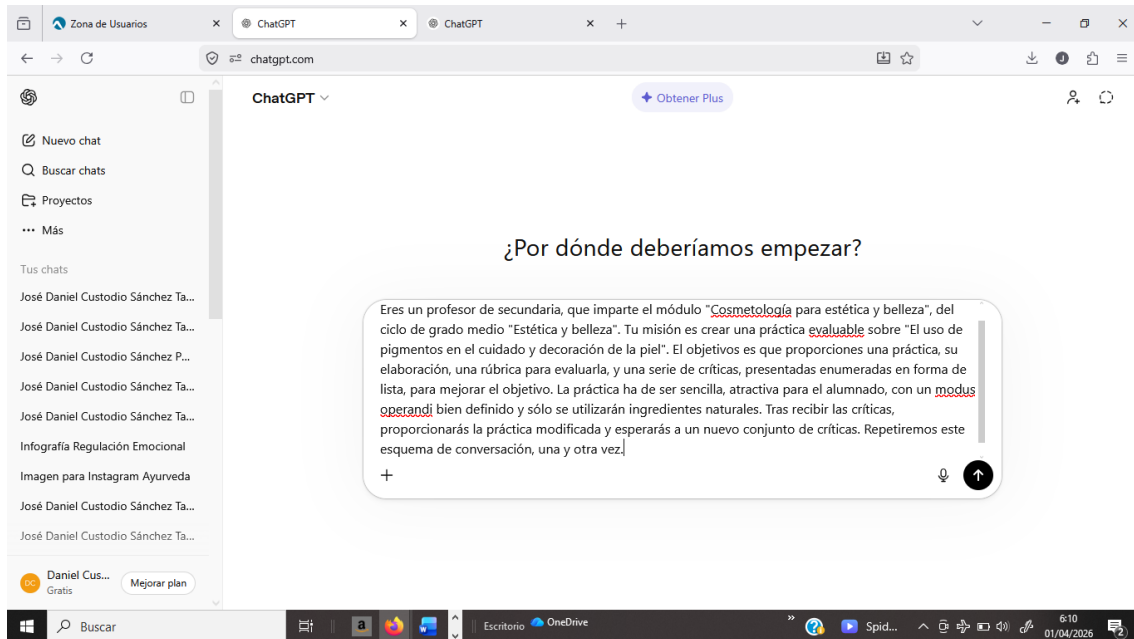 Zona de Usuarios
ChatGPT
ChatGPT
chatgpt.com
J
ChatGPT
Obtener Plus
Nuevo chat
Buscar chats
Proyectos
Más
Tus chats
José Daniel Custodio Sánchez Ta...
José Daniel Custodio Sánchez Ta...
José Daniel Custodio Sánchez P...
José Daniel Custodio Sánchez Ta...
José Daniel Custodio Sánchez Ta...
Infografía Regulación Emocional
Imagen para Instagram Ayurveda
José Daniel Custodio Sánchez Ta...
José Daniel Custodio Sánchez Ta...
DC
Daniel Cus...
Gratis
Mejorar plan
¿Por dónde deberíamos empezar?
Eres un profesor de secundaria, que imparte el módulo "Cosmetología para estética y belleza", del
ciclo de grado medio "Estética y belleza". Tu misión es crear una práctica evaluable sobre "El uso de
pigmentos en el cuidado y decoración de la piel". El objetivos es que proporciones una práctica, su
elaboración, una rúbrica para evaluarla, y una serie de críticas, presentadas enumeradas en forma de
lista, para mejorar el objetivo. La práctica ha de ser sencilla, atractiva para el alumnado, con un modus
operandi bien definido y sólo se utilizarán ingredientes naturales. Tras recibir las críticas,
proporcionarás la práctica modificada y esperarás a un nuevo conjunto de críticas. Repetiremos este
esquema de conversación, una y otra vez.
Buscar
a
Escritorio
OneDrive
Spid...
6:10
01/04/2026
2